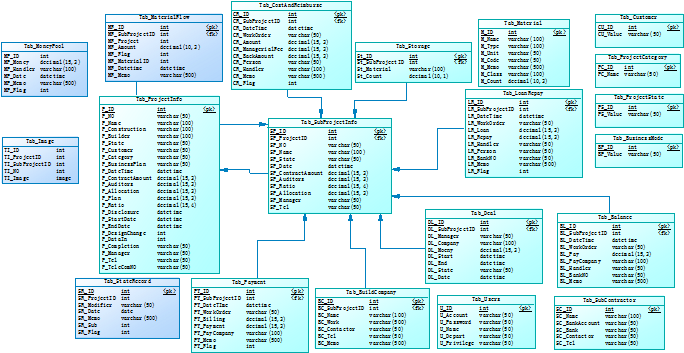 Tab_MoneyPool
MP_ID int <pk>
MP_Money decimal(15,2)
MP_Handler varchar(100)
MP_Date datetime
MP_Memo varchar(500)
MP_Flag int
Tab_MaterialFlow
MF_ID int <pk>
MF_SubProjectID int <fk>
MF_Project int
MF_Amount decimal(10,2)
MF_Flag int
MF_MaterialID int
MF_Datetime datetime
MF_Memo varchar(500)
Tab_CostAndReimburse
CR_ID int <pk>
CR_SubProjectID int <fk>
CR_DateTime datetime
CR_WorkOrder varchar(50)
CR_Amount decimal(15,2)
CR_ManagerialFee decimal(15,2)
CR_BackAmount decimal(15,2)
CR_Person varchar(50)
CR_Handler varchar(50)
CR_Memo varchar(500)
CR_Flag int
Tab_Storage
St_ID int <pk>
St_SubProjectID int <fk>
St_Material varchar(100)
St_Count decimal(10,1)
Tab_Material
M_ID int <pk>
M_Name varchar(100)
M_Type varchar(100)
M_Unit varchar(50)
M_Code varchar(50)
M_Memo varchar(500)
M_Class varchar(100)
M_Count decimal(10,2)
Tab_Customer
CU_ID int <pk>
CU_Value varchar(50)
Tab_ProjectCategory
PC_ID int <pk>
PC_Name varchar(50)
Tab_ProjectState
PS_ID int <pk>
PS_Value varchar(50)
Tab_BusinessMode
BP_ID int <pk>
BP_Value varchar(50)
Tab_Image
TI_ID int <pk>
TI_ProjectID int
TI_SubProjectID int
TI_NO int
TI_Image image
Tab_ProjectInfo
P_ID int <pk>
P_NO varchar(50)
P_Name varchar(100)
P_Construction varchar(100)
P_Builder varchar(100)
P_State varchar(50)
P_Customer varchar(50)
P_Category varchar(50)
P_BusinessPlan varchar(50)
P_DateTime datetime
P_ContractAmount decimal(15,2)
P_Auditors decimal(15,2)
P_Allocation decimal(15,2)
P_Plan decimal(15,2)
P_Ratio decimal(15,4)
P_Disclosure datetime
P_StartDate datetime
P_EndDate datetime
P_DesignChange int
P_DataIn int
P_Completion varchar(50)
P_Manager varchar(50)
P_Tel varchar(50)
P_TeleComNO varchar(50)
Tab_SubProjectInfo
SP_ID int <pk>
SP_ProjectID int <fk>
SP_NO varchar(50)
SP_Name varchar(100)
SP_State varchar(50)
SP_Date datetime
SP_ContractAmount decimal(15,2)
SP_Auditors decimal(15,2)
SP_Ratio decimal(15,4)
SP_Allocation decimal(15,2)
SP_Manager varchar(50)
SP_Tel varchar(50)
Tab_LoanRepay
LR_ID int <pk>
LR_SubProjectID int <fk>
LR_DateTime datetime
LR_WorkOrder varchar(50)
LR_Loan decimal(15,2)
LR_Repay decimal(15,2)
LR_Handler varchar(50)
LR_Person varchar(50)
LR_BankNO varchar(50)
LR_Memo varchar(500)
LR_Flag int
Tab_Deal
DL_ID int <pk>
DL_SubProjectID int <fk>
DL_Manager varchar(50)
DL_Company varchar(100)
DL_Moeny decimal(15,2)
DL_Start datetime
DL_End datetime
DL_State varchar(50)
DL_Date datetime
Tab_Balance
BL_ID int <pk>
BL_SubProjectID int <fk>
BL_DateTime datetime
BL_WorkOrder varchar(50)
BL_Pay decimal(15,2)
BL_PayCompany varchar(100)
BL_Handler varchar(50)
BL_BankNO varchar(50)
BL_Memo varchar(500)
Tab_StateRecord
SR_ID int <pk>
SR_ProjectID int
SR_Modifier varchar(50)
SR_Date date
SR_Memo varchar(500)
SR_Sub int
SR_Flag int
Tab_Payment
PT_ID int <pk>
PT_SubProjectID int <fk>
PT_DateTime datetime
PT_WorkOrder varchar(50)
PT_Billing decimal(15,2)
PT_Payment decimal(15,2)
PT_PayCompany varchar(100)
PT_Memo varchar(500)
PT_Flag int
Tab_BuildCompany
BC_ID int <pk>
BC_SubProjectID int <fk>
BC_Name varchar(100)
BC_Work varchar(500)
BC_Contactor varchar(50)
BC_Tel varchar(50)
BC_Memo varchar(500)
Tab_Users
U_ID int <pk>
U_Account varchar(50)
U_Password varchar(50)
U_Name varchar(50)
U_Depart varchar(50)
U_Privilege varchar(50)
Tab_SubContractor
SC_ID int <pk>
SC_Name varchar(100)
SC_BankAccount varchar(50)
SC_Bank varchar(50)
SC_Contactor varchar(50)
SC_Tel varchar(50)